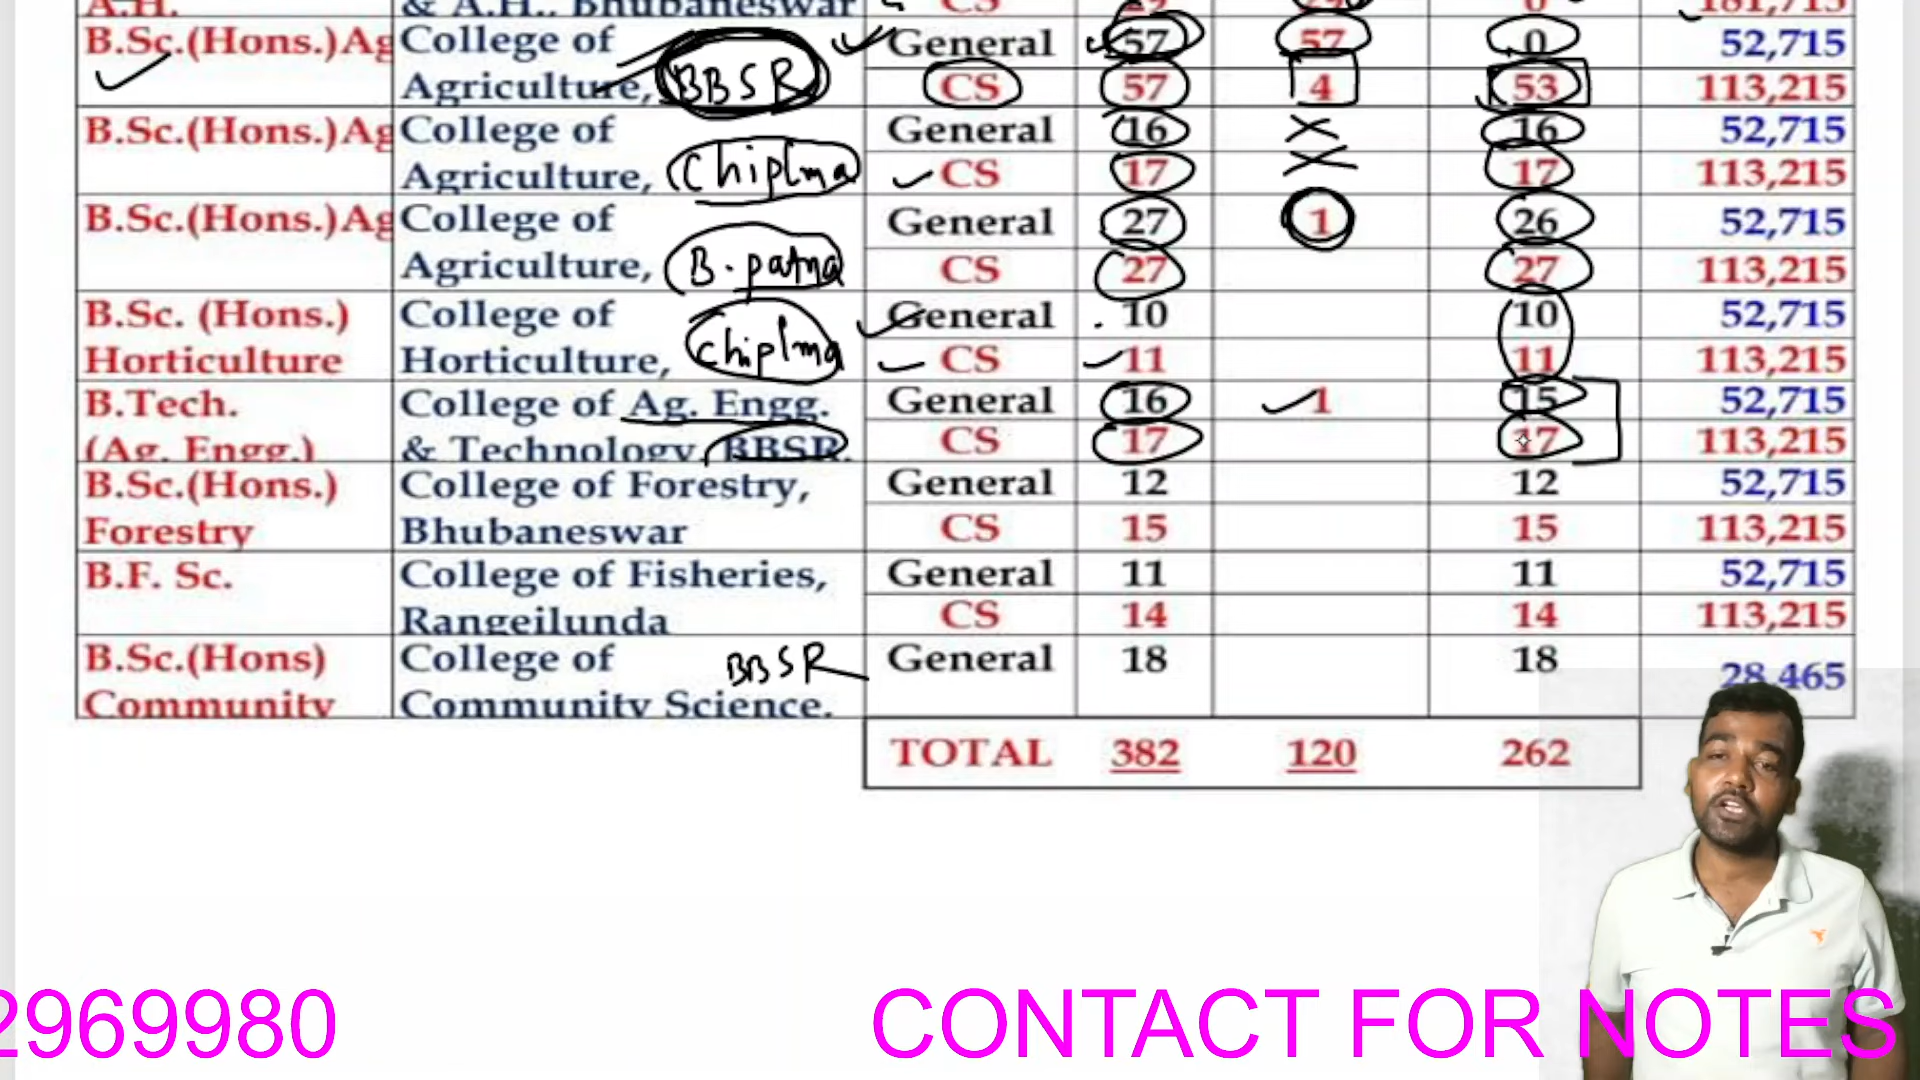 A.H. & A.H., Bhubaneswar CS 29 29 0 181,715
B.Sc.(Hons.)Ag College of General 57 57 0 52,715
Agriculture, BBSR CS 57 4 53 113,215
B.Sc.(Hons.)Ag College of General 16 X 16 52,715
Agriculture, Chiplma CS 17 X 17 113,215
B.Sc.(Hons.)Ag College of General 27 1 26 52,715
Agriculture, B.patna CS 27 27 113,215
B.Sc. (Hons.) College of General 10 10 52,715
Horticulture Horticulture, Chiplma CS 11 11 113,215
B.Tech. College of Ag. Engg. General 16 1 15 52,715
(Ag. Engg.) & Technology, BBSR. CS 17 17 113,215
B.Sc.(Hons.) College of Forestry, General 12 12 52,715
Forestry Bhubaneswar CS 15 15 113,215
B.F. Sc. College of Fisheries, General 11 11 52,715
Rangeilunda CS 14 14 113,215
B.Sc.(Hons) College of BBSR General 18 18 28,465
Community Community Science.
TOTAL 382 120 262
2969980 CONTACT FOR NOTES